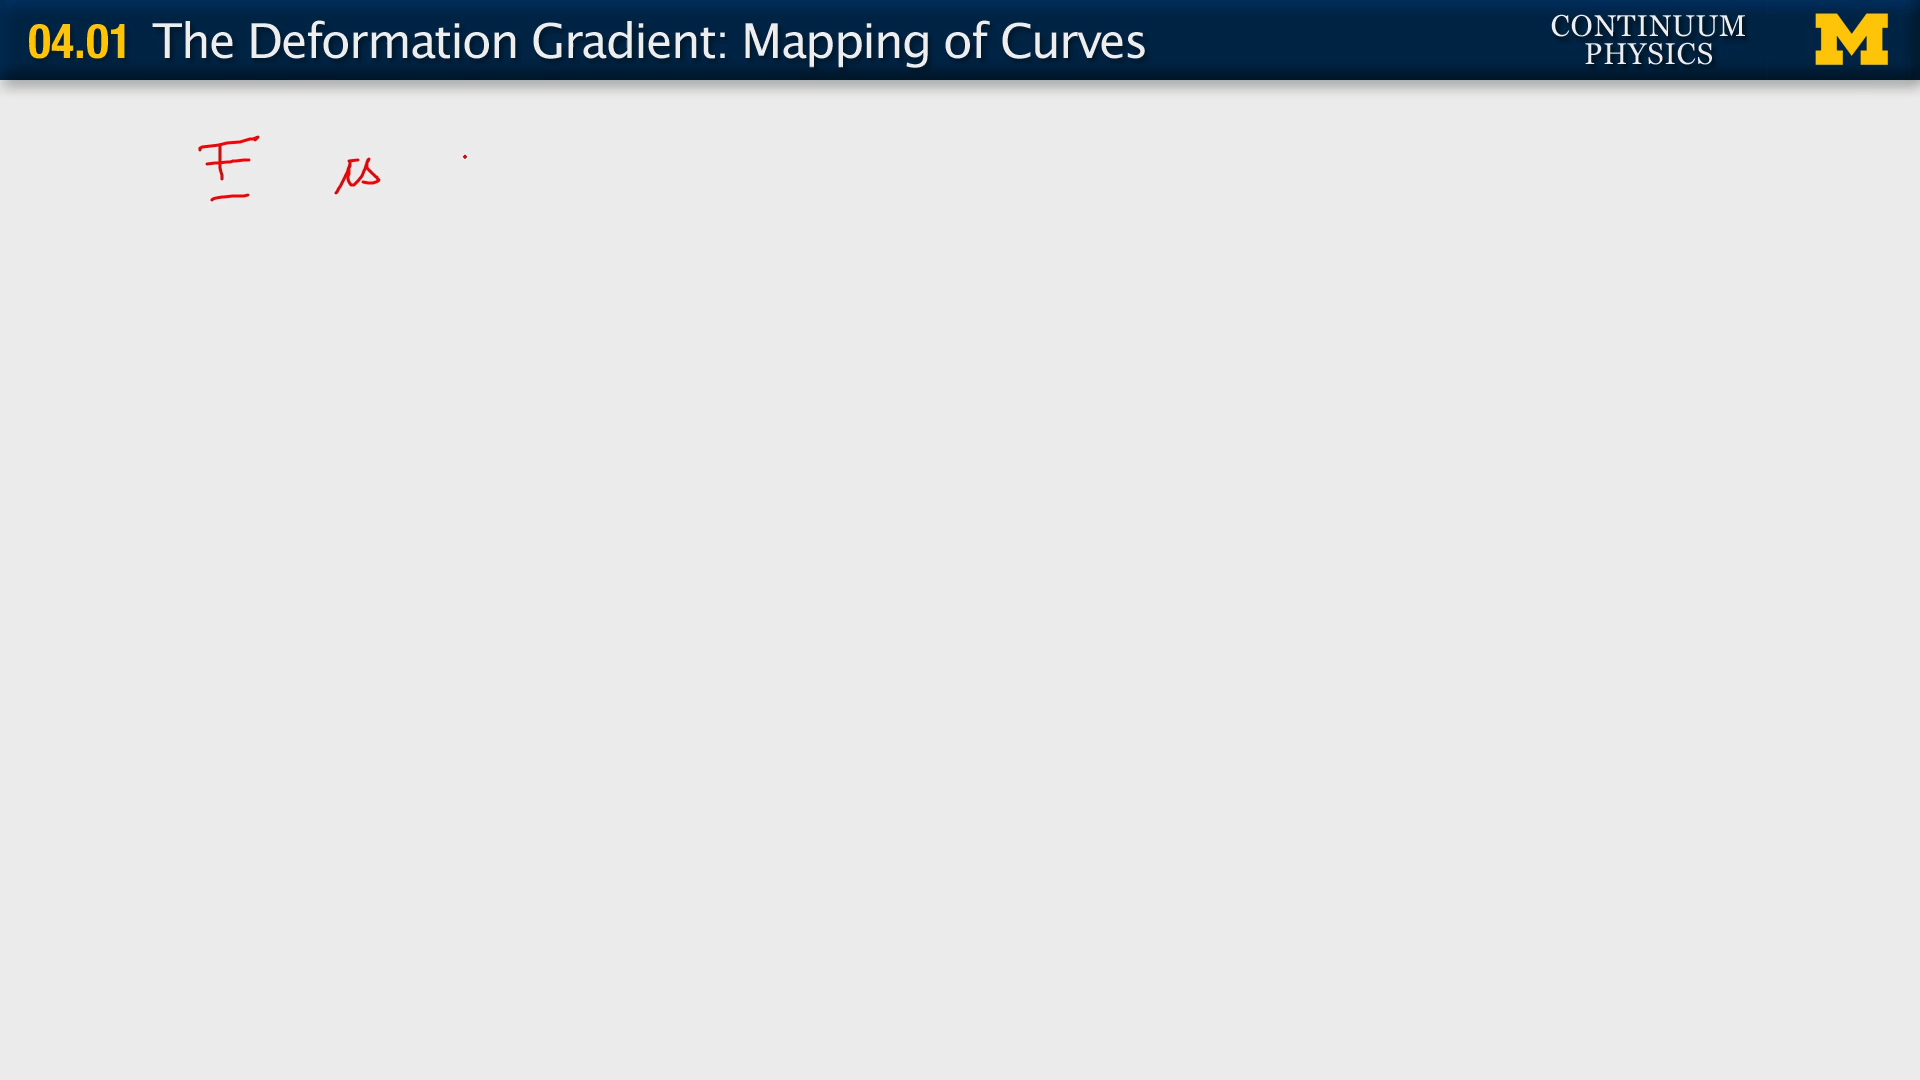 04.01 The Deformation Gradient: Mapping of Curves
CONTINUUM
PHYSICS
M
F is